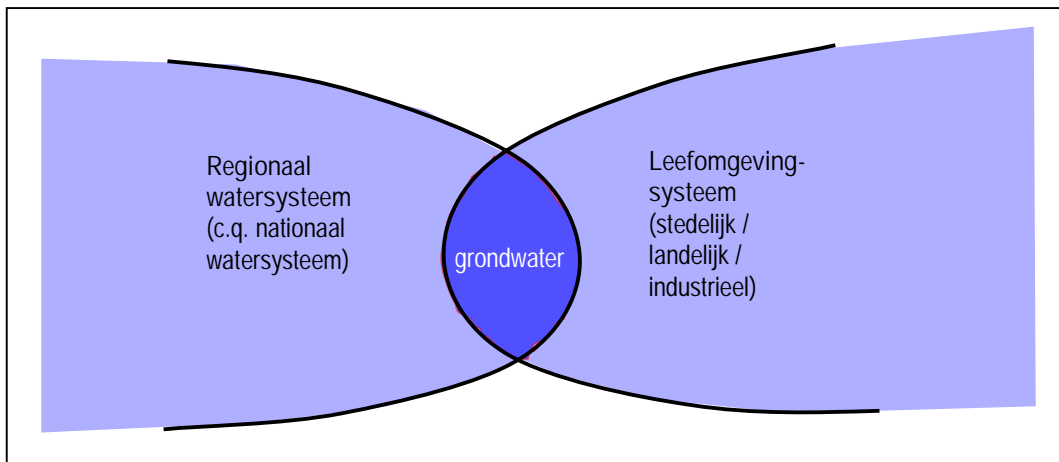 Regionaal
watersysteem
(c.q. nationaal
watersysteem)
grondwater
Leefomgeving-
systeem
(stedelijk /
landelijk /
industrieel)